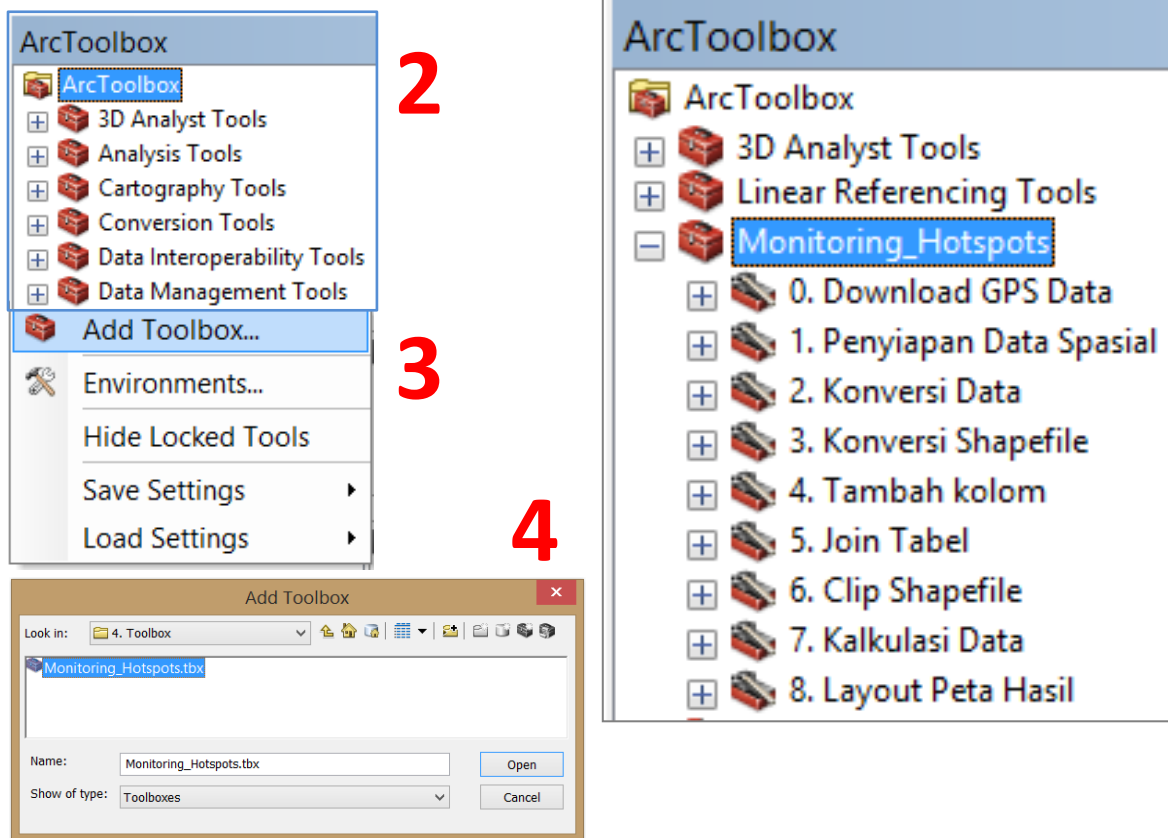 ArcToolbox
ArcToolbox
3D Analyst Tools
Analysis Tools
Cartography Tools
Conversion Tools
Data Interoperability Tools
Data Management Tools
2
Add Toolbox...
Environments...
Hide Locked Tools
Save Settings
Load Settings
3
4
Add Toolbox
Look in: 4. Toolbox
Monitoring_Hotspots.tbx
Name: Monitoring_Hotspots.tbx Open
Show of type: Toolboxes Cancel
ArcToolbox
ArcToolbox
3D Analyst Tools
Linear Referencing Tools
Monitoring_Hotspots
0. Download GPS Data
1. Penyiapan Data Spasial
2. Konversi Data
3. Konversi Shapefile
4. Tambah kolom
5. Join Tabel
6. Clip Shapefile
7. Kalkulasi Data
8. Layout Peta Hasil